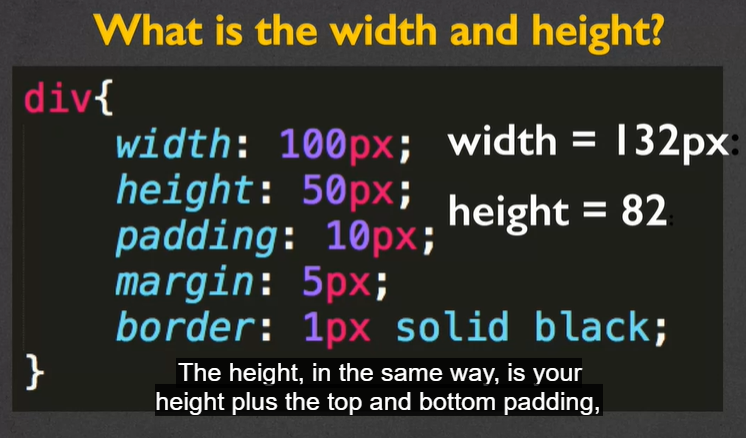 What is the width and height?
div{
width: 100px; width = 132px:
height: 50px; height = 82:
padding: 10px;
margin: 5px;
border: 1px solid black;
}
The height, in the same way, is your
height plus the top and bottom padding,